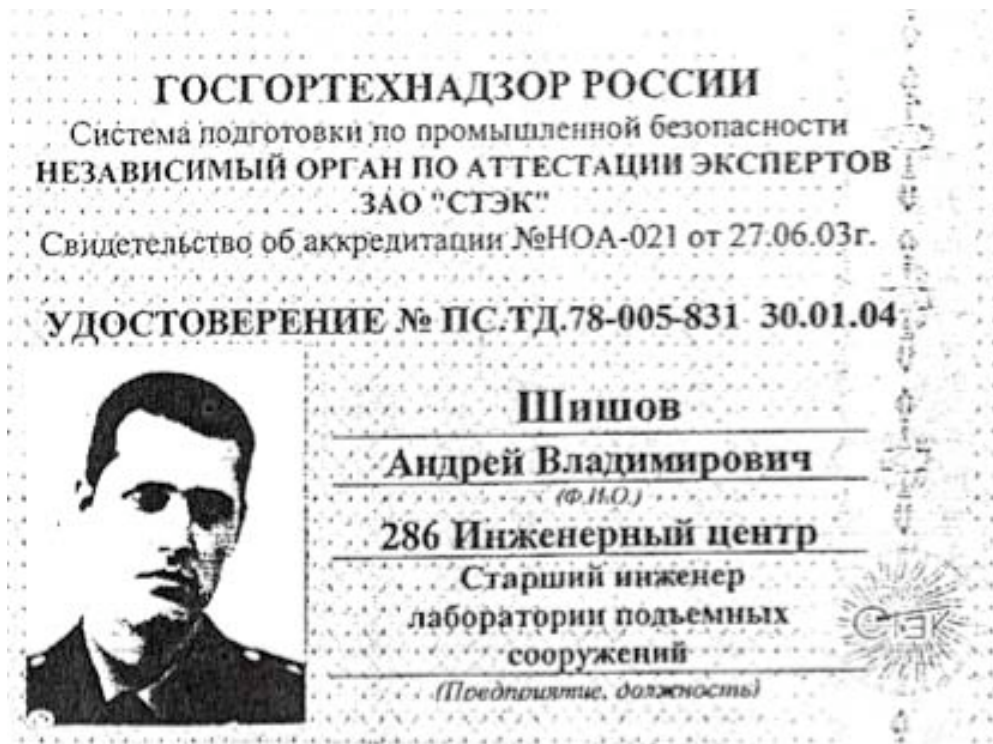 ГОСГОРТЕХНАДЗОР РОССИИ
Система подготовки по промышленной безопасности
НЕЗАВИСИМЫЙ ОРГАН ПО АТТЕСТАЦИИ ЭКСПЕРТОВ
ЗАО "СТЭК"
Свидетельство об аккредитации №НОА-021 от 27.06.03г.
УДОСТОВЕРЕНИЕ № ПС.ТД.78-005-831 30.01.04
Шишов
Андрей Владимирович
(Ф.И.О.)
286 Инженерный центр
Старший инженер
лаборатории подъемных
сооружений
СТЭК
(Предприятие, должность)